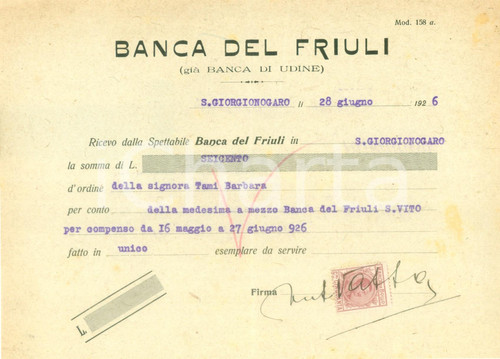 Mod. 158 a.
BANCA DEL FRIULI
(già BANCA DI UDINE)
S.GIORGIONOGARO li 28 giugno 1926
Ricevo dalla Spettabile Banca del Friuli in S.GIORGIONOGARO
la somma di L. SEICENTO
d'ordine della signora Tami Barbara
per conto della medesima a mezzo Banca del Friuli S.VITO
per compenso da I6 maggio a 27 giugno 926
fatto in unico esemplare da servire
Firma
L.